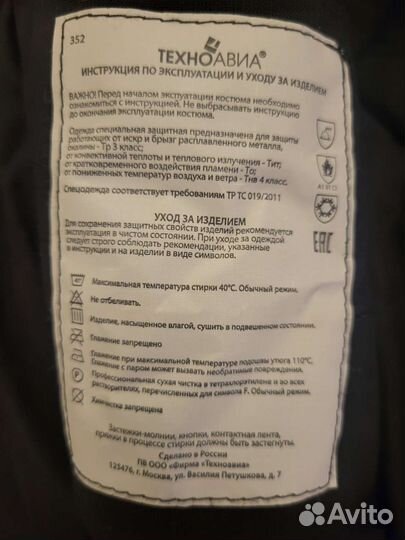 352
ТЕХНОАВИА®
ИНСТРУКЦИЯ ПО ЭКСПЛУАТАЦИИ И УХОДУ ЗА ИЗДЕЛИЕМ
ВАЖНО! Перед началом эксплуатации костюма необходимо
ознакомиться с инструкцией. Не выбрасывать инструкцию
до окончания эксплуатации костюма.
Одежда специальная защитная предназначена для защиты
работающих от искр и брызг расплавленного металла,
окалины - Тр 3 класс;
от конвективной теплоты и теплового излучения - Тит;
от кратковременного воздействия пламени - То;
от пониженных температур воздуха и ветра - Тнв 4 класс.
Спецодежда соответствует требованиям ТР ТС 019/2011
EAC
УХОД ЗА ИЗДЕЛИЕМ
Для сохранения защитных свойств изделий рекомендуется
эксплуатация в чистом состоянии. При уходе за одеждой
следует строго соблюдать рекомендации, указанные
в инструкции и на изделии в виде символов.
40° Максимальная температура стирки 40°С. Обычный режим.
Не отбеливать.
Изделие, насыщенное влагой, сушить в подвешенном состоянии.
Глажение запрещено
Глажение при максимальной температуре подошвы утюга 110°С.
Глажение с паром может вызвать необратимые повреждения.
P Профессиональная сухая чистка в тетрахлорэтилене и во всех
растворителях, перечисленных для символа F. Обычный режим.
Химчистка запрещена
Застежки-молнии, кнопки, контактная лента,
пряжки в процессе стирки должны быть застегнуты.
Сделано в России
ПВ ООО «Фирма «Техноавиа»
125476, г. Москва, ул. Василия Петушкова, д. 7
Avito